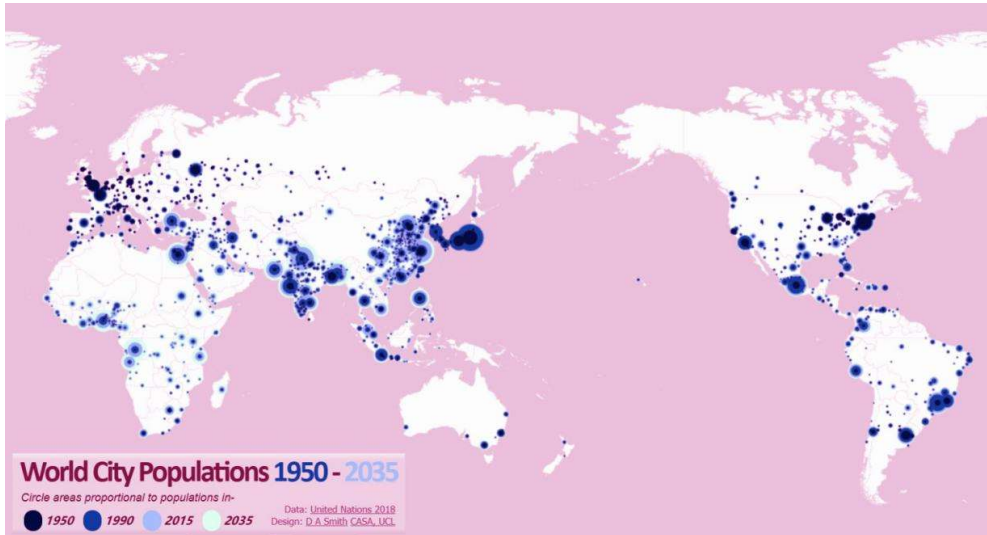 World City Populations 1950 - 2035
Circle areas proportional to populations in-
1950 1990 2015 2035
Data: United Nations 2018
Design: D A Smith CASA, UCL